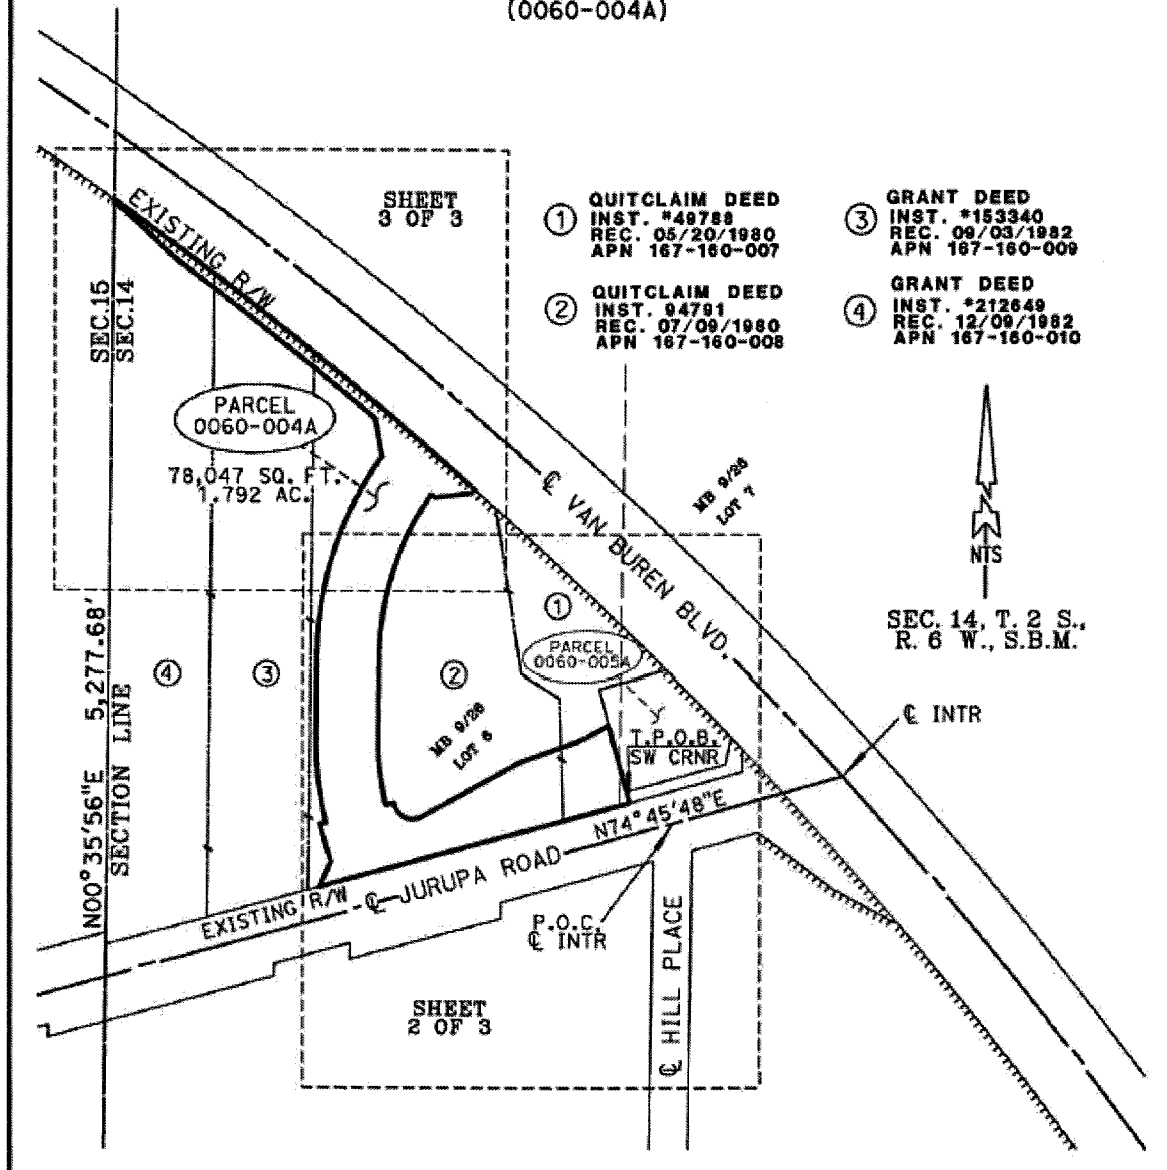 (0060-004A)
SHEET
3 OF 3
① QUITCLAIM DEED
INST. #49788
REC. 05/20/1980
APN 167-160-007
③ GRANT DEED
INST. #153340
REC. 09/03/1982
APN 167-160-009
② QUITCLAIM DEED
INST. 94791
REC. 07/09/1980
APN 167-160-008
④ GRANT DEED
INST. #212649
REC. 12/09/1982
APN 167-160-010
EXISTING R/W
SEC.15
SEC.14
PARCEL
0060-004A
78,047 SQ. FT.
1.792 AC.
℄ VAN BUREN BLVD.
MB 9/26
LOT 7
NTS
SEC. 14, T. 2 S.,
R. 6 W., S.B.M.
①
PARCEL
0060-005A
④
③
②
MB 9/26
LOT 6
T.P.O.B.
SW CRNR
℄ INTR
N00°35'56"E 5,277.68'
SECTION LINE
N74°45'48"E
EXISTING R/W
℄ JURUPA ROAD
P.O.C.
℄ INTR
℄ HILL PLACE
SHEET
2 OF 3